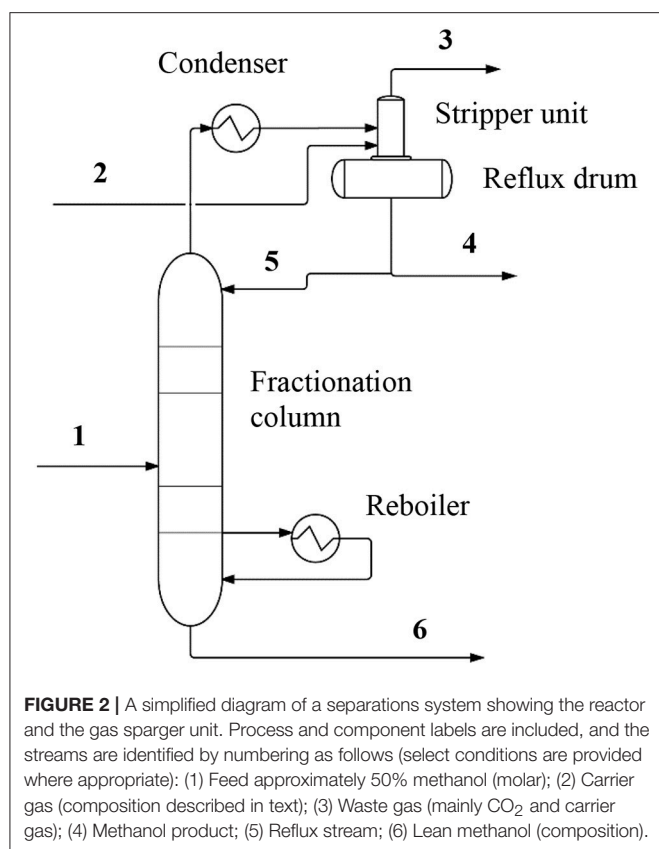 3
Condenser
Stripper unit
2
Reflux drum
5
4
Fractionation
column
1
Reboiler
6
FIGURE 2 | A simplified diagram of a separations system showing the reactor
and the gas sparger unit. Process and component labels are included, and the
streams are identified by numbering as follows (select conditions are provided
where appropriate): (1) Feed approximately 50% methanol (molar); (2) Carrier
gas (composition described in text); (3) Waste gas (mainly CO₂ and carrier
gas); (4) Methanol product; (5) Reflux stream; (6) Lean methanol (composition).